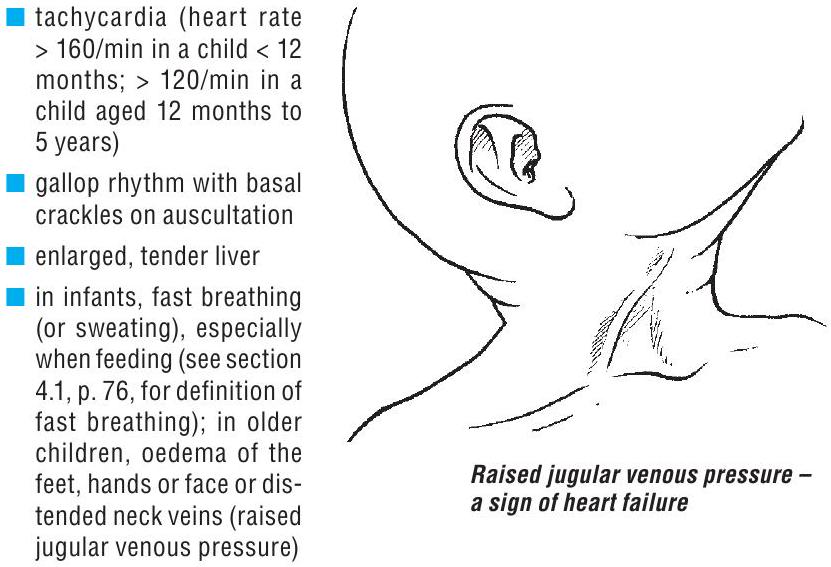 ■ tachycardia (heart rate
> 160/min in a child < 12
months; > 120/min in a
child aged 12 months to
5 years)
■ gallop rhythm with basal
crackles on auscultation
■ enlarged, tender liver
■ in infants, fast breathing
(or sweating), especially
when feeding (see section
4.1, p. 76, for definition of
fast breathing); in older
children, oedema of the
feet, hands or face or dis-
tended neck veins (raised
jugular venous pressure)
Raised jugular venous pressure –
a sign of heart failure